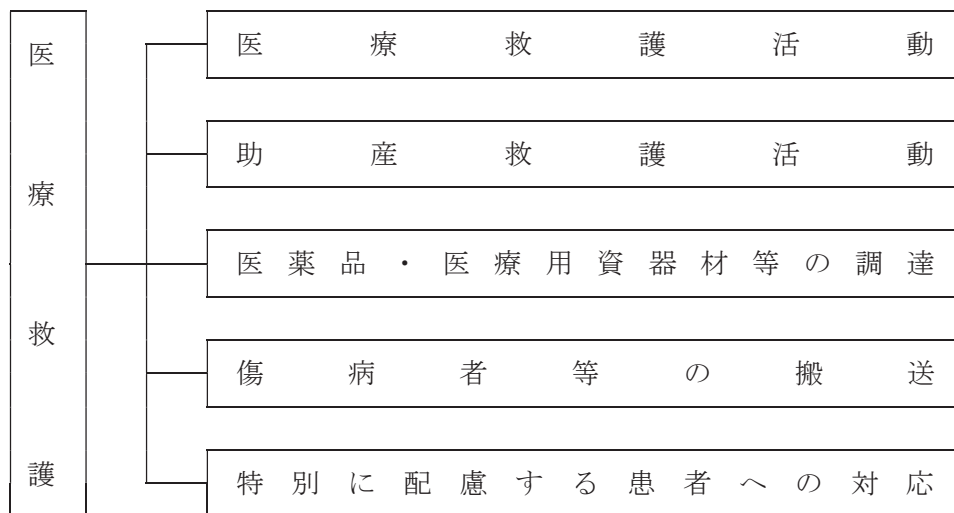 医療救護
医療救護活動
助産救護活動
医薬品・医療用資器材等の調達
傷病者等の搬送
特別に配慮する患者への対応